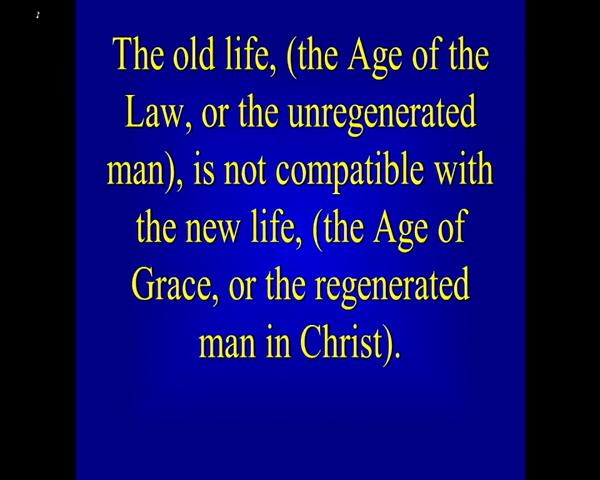 The old life, (the Age of the
Law, or the unregenerated
man), is not compatible with
the new life, (the Age of
Grace, or the regenerated
man in Christ).